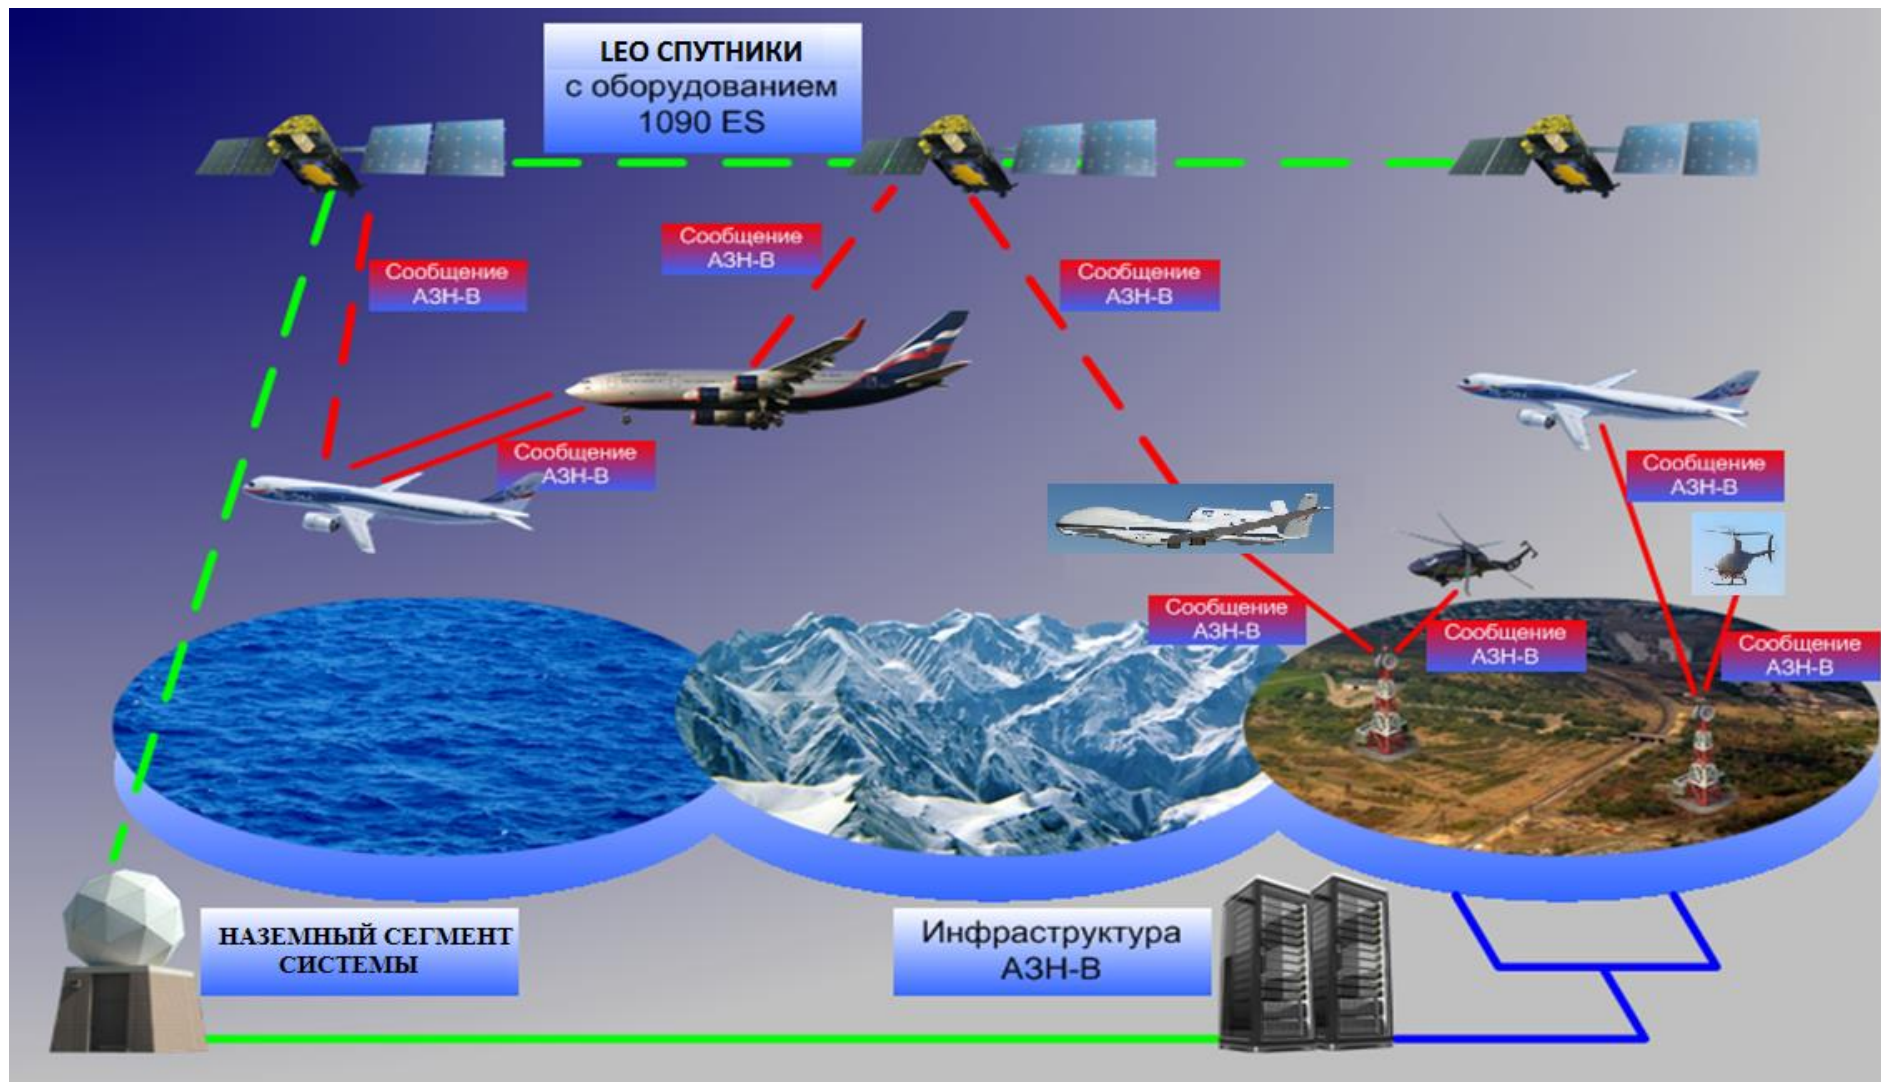 LEO СПУТНИКИ
с оборудованием
1090 ES
Сообщение
АЗН-В
Сообщение
АЗН-В
Сообщение
АЗН-В
Сообщение
АЗН-В
Сообщение
АЗН-В
Сообщение
АЗН-В
Сообщение
АЗН-В
Сообщение
АЗН-В
НАЗЕМНЫЙ СЕГМЕНТ
СИСТЕМЫ
Инфраструктура
АЗН-В